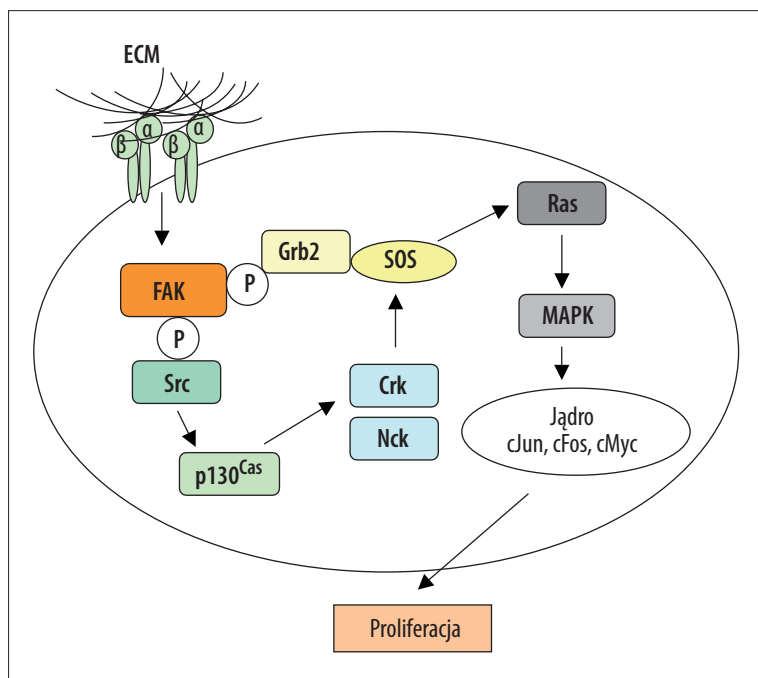 ECM
α
α
β
β
Ras
Grb2
SOS
P
FAK
MAPK
P
Src
Crk
Jądro
cJun, cFos, cMyc
Nck
p130Cas
Proliferacja